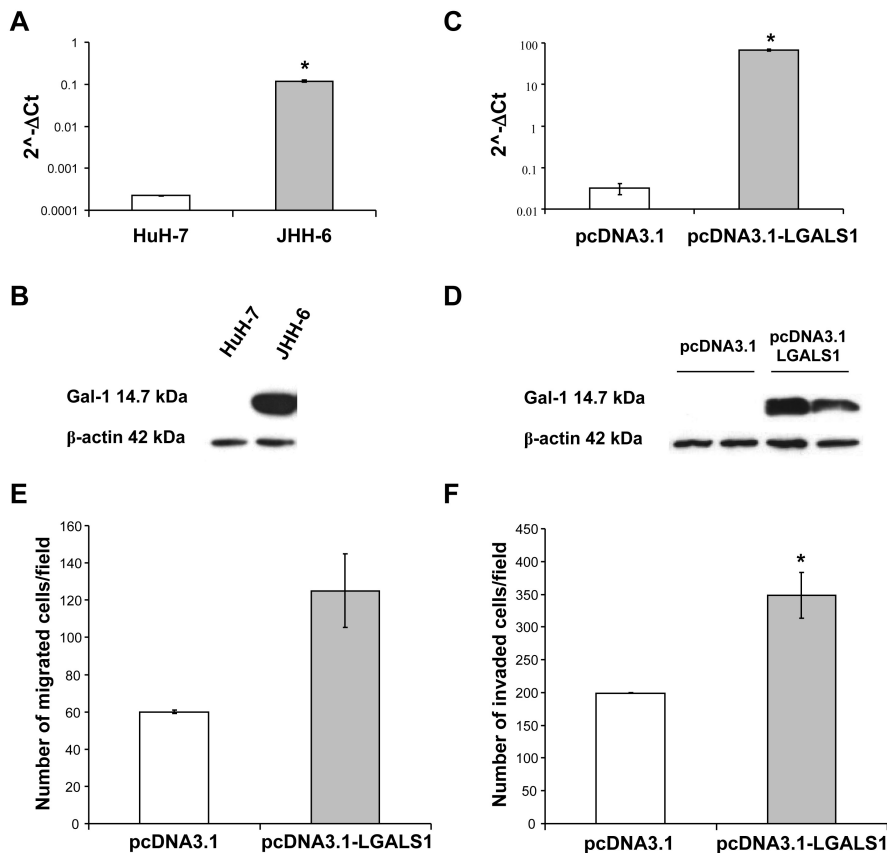 A
2^-ΔCt
1
0.1
0.01
0.001
0.0001
*
HuH-7
JHH-6
C
2^-ΔCt
100
10
1
0.1
0.01
*
pcDNA3.1
pcDNA3.1-LGALS1
B
HuH-7
JHH-6
Gal-1 14.7 kDa
β-actin 42 kDa
D
pcDNA3.1
pcDNA3.1
LGALS1
Gal-1 14.7 kDa
β-actin 42 kDa
E
Number of migrated cells/field
160
140
120
100
80
60
40
20
0
pcDNA3.1
pcDNA3.1-LGALS1
F
Number of invaded cells/field
450
400
350
300
250
200
150
100
50
0
*
pcDNA3.1
pcDNA3.1-LGALS1